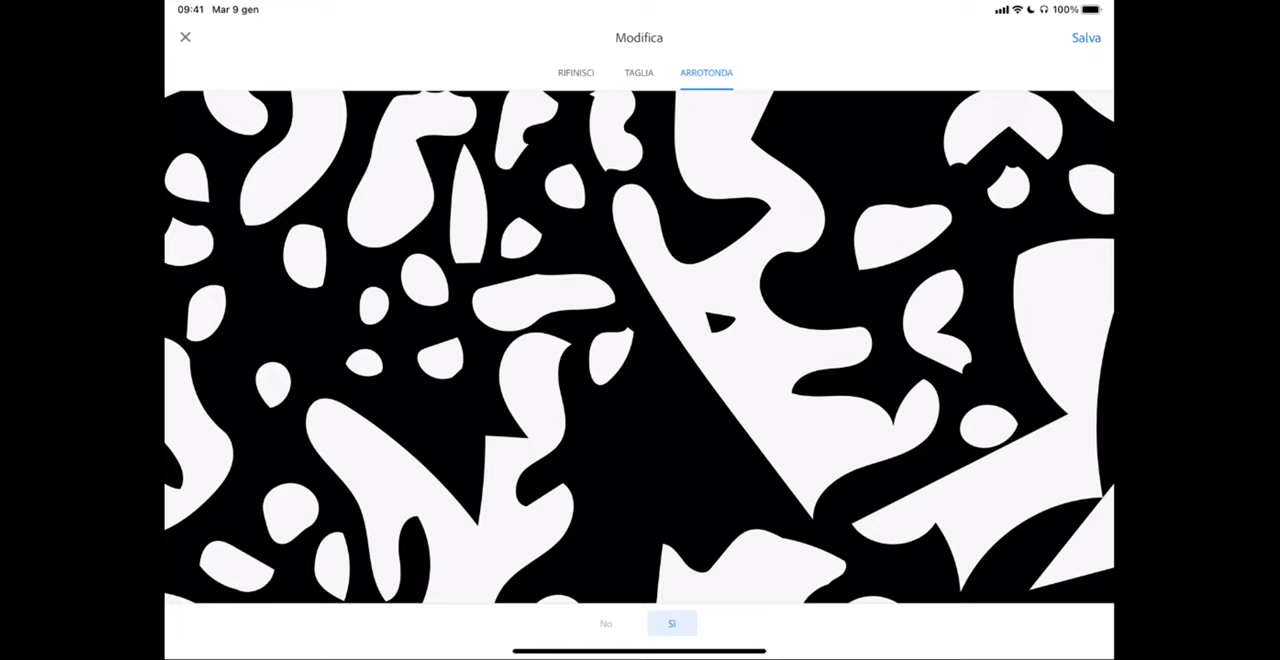 09:41 Mar 9 gen 100%
Modifica
Salva
RIFINISCI TAGLIA ARROTONDA
No Sì